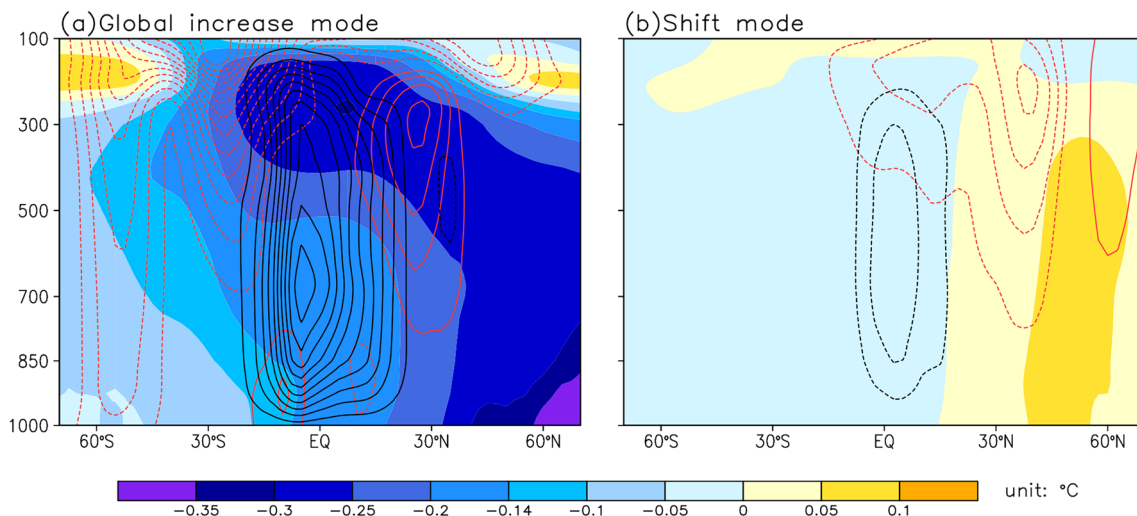 (a)Global increase mode
(b)Shift mode
100
300
500
700
850
1000
60°S 30°S EQ 30°N 60°N
60°S 30°S EQ 30°N 60°N
−0.35 −0.3 −0.25 −0.2 −0.14 −0.1 −0.05 0 0.05 0.1
unit: °C